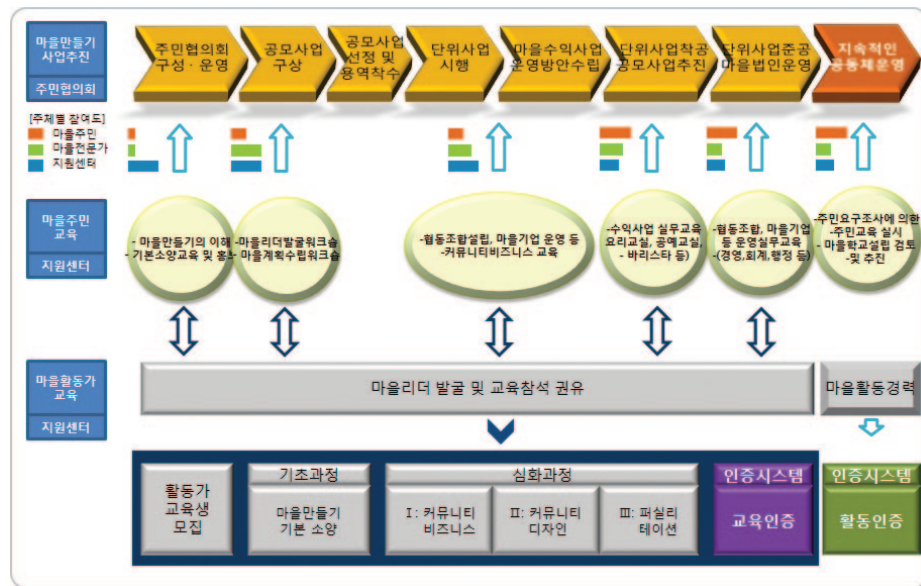 마을만들기
사업추진
주민협의회
주민협의회
구성·운영
공모사업
구상
공모사업
선정 및
용역착수
단위사업
시행
마을수익사업
운영방안수립
단위사업착공
공모사업추진
단위사업준공
마을법인운영
지속적인
공동체운영
[주체별 참여도]
마을주민
마을전문가
지원센터
마을주민
교육
지원센터
- 마을만들기의 이해
- 기본소양교육 및 홍보
-마을리더발굴워크숍
- 마을계획수립워크숍
-협동조합설립, 마을기업 운영 등
-커뮤니티비즈니스 교육
-수익사업 실무교육
요리교실, 공예교실,
- 바리스타 등)
-협동조합, 마을기업
등 운영실무교육
-(경영,회계,행정 등)
-주민요구조사에 의한
-주민교육 실시
- 마을학교설립 검토
-및 추진
마을활동가
교육
지원센터
마을리더 발굴 및 교육참석 권유
마을활동경력
활동가
교육생
모집
기초과정
마을만들기
기본 소양
심화과정
Ⅰ: 커뮤니티
비즈니스
Ⅱ: 커뮤니티
디자인
Ⅲ: 퍼실리
테이션
인증시스템
교육인증
인증시스템
활동인증